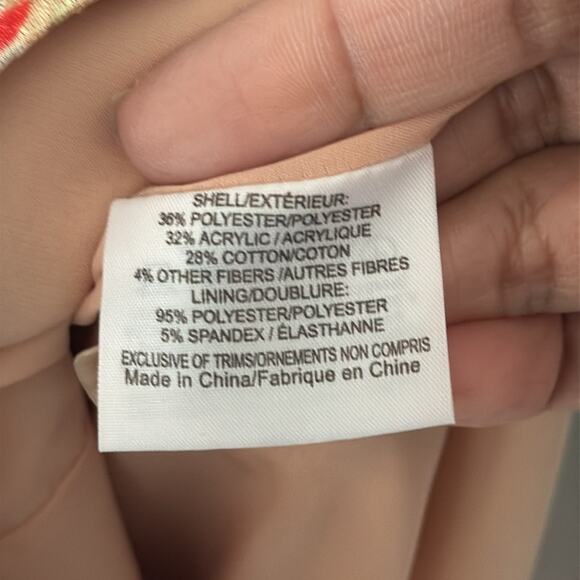 SHELL/EXTÉRIEUR:
36% POLYESTER/POLYESTER
32% ACRYLIC/ACRYLIQUE
28% COTTON/COTON
4% OTHER FIBERS/AUTRES FIBRES
LINING/DOUBLURE:
95% POLYESTER/POLYESTER
5% SPANDEX/ÉLASTHANNE
EXCLUSIVE OF TRIMS/ORNEMENTS NON COMPRIS
Made In China/Fabrique en Chine